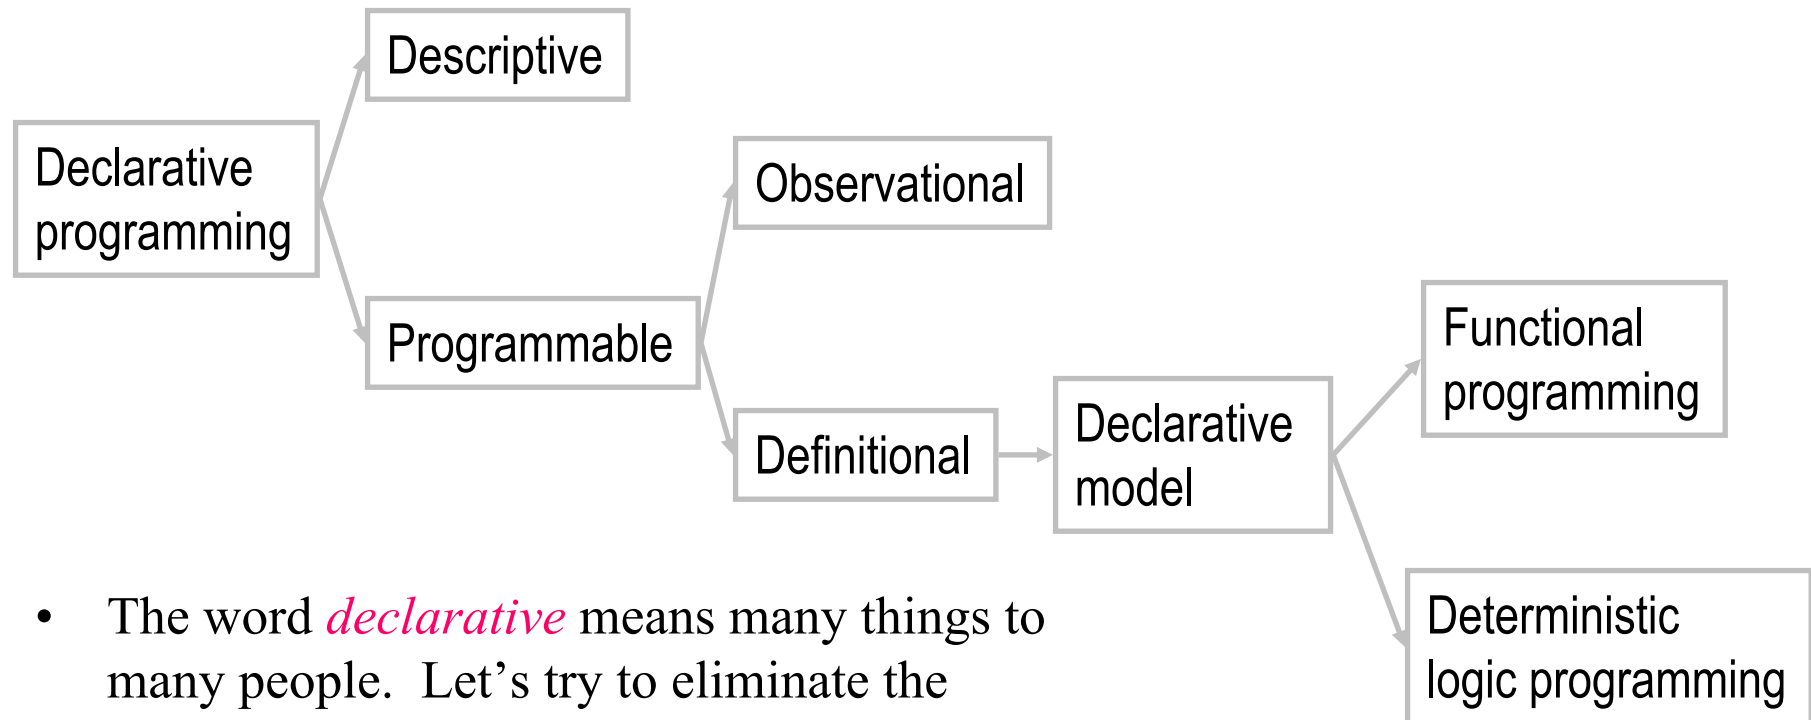 Descriptive
Declarative
programming
Observational
Programmable
Functional
programming
Definitional
Declarative
model
Deterministic
logic programming
• The word declarative means many things to
many people. Let's try to eliminate the